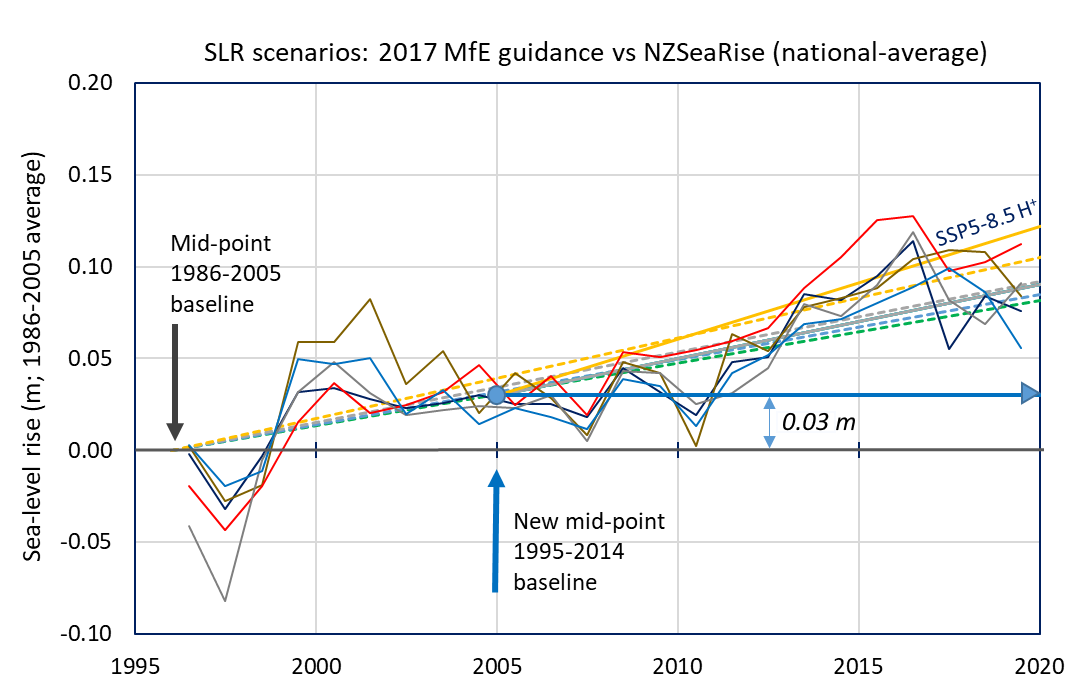 SLR scenarios: 2017 MfE guidance vs NZSeaRise (national-average)
Sea-level rise (m; 1986-2005 average)
0.20
0.15
0.10
0.05
0.00
-0.05
-0.10
Mid-point
1986-2005
baseline
SSP5-8.5 H+
0.03 m
New mid-point
1995-2014
baseline
1995
2000
2005
2010
2015
2020